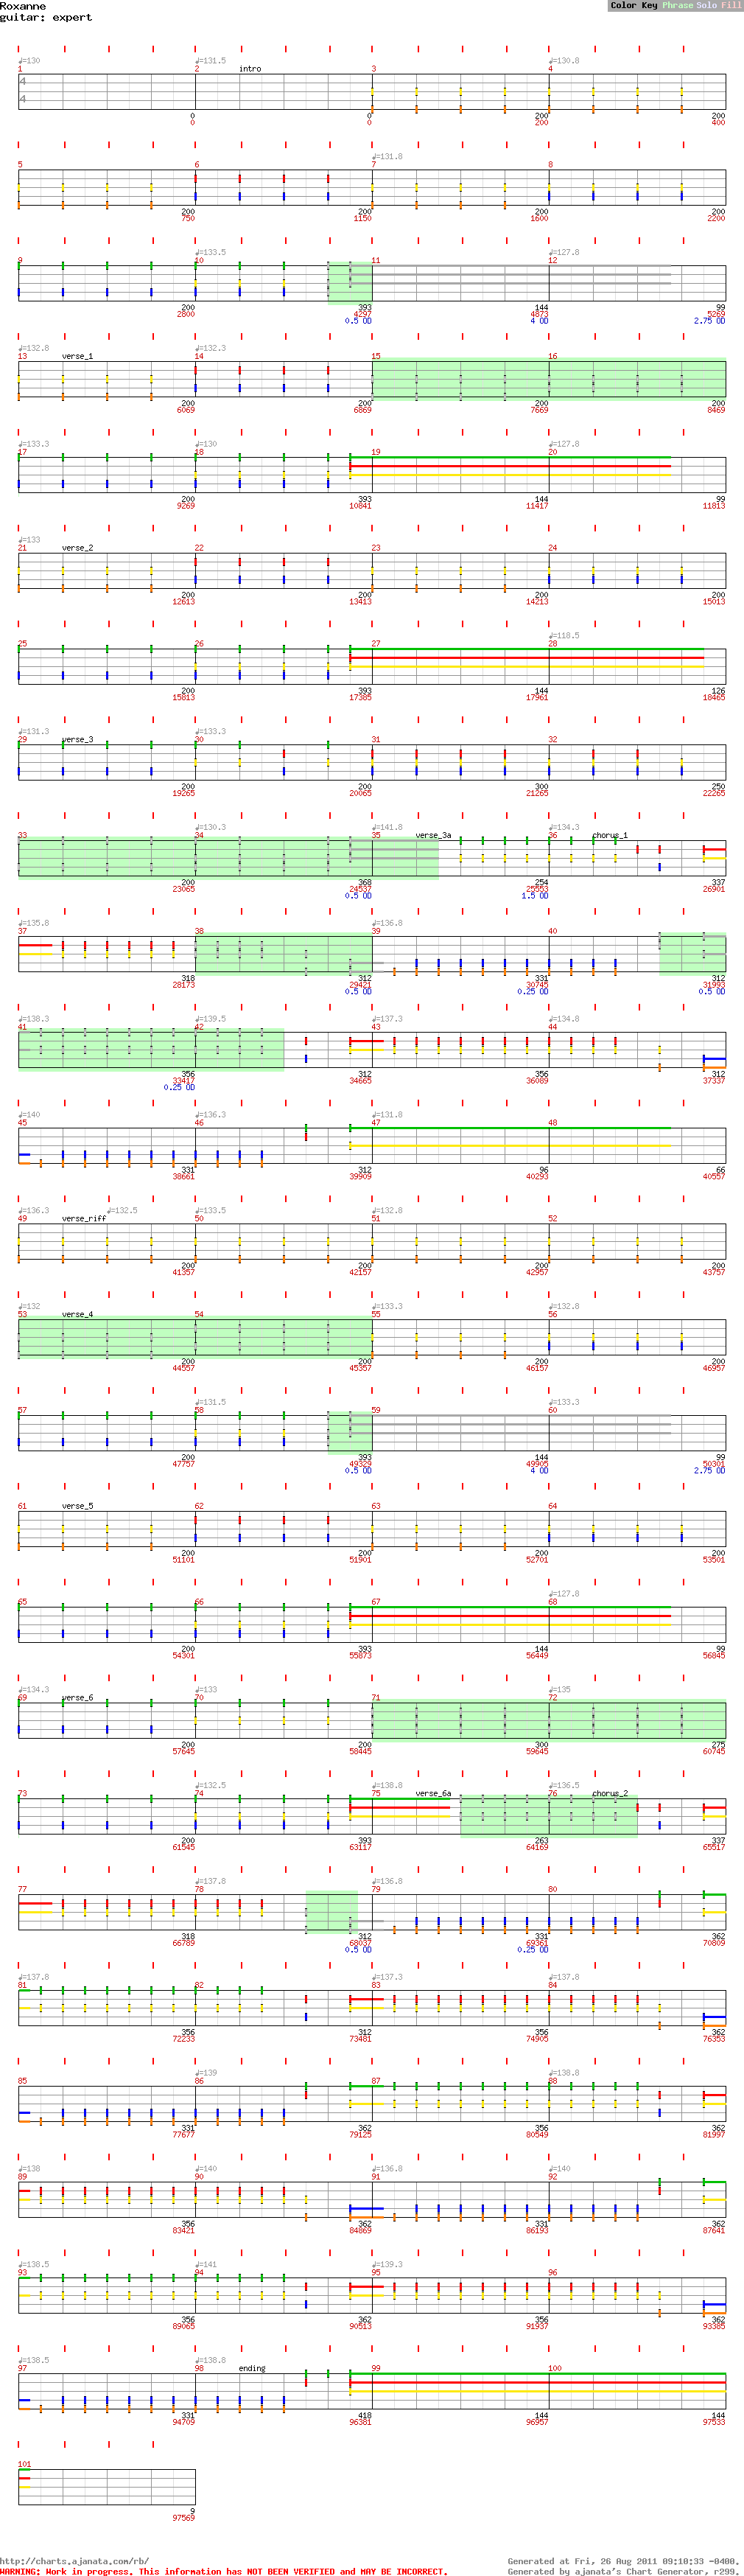 Roxanne
Color Key Phrase Solo Fill
guitar: expert
♩=130 ♩=131.5 ♩=130.8
1 2 intro 3 4
4
4
0 0 200 200
0 0 200 400
♩=131.8
5 6 7 8
200 200 200 200
750 1150 1600 2200
♩=133.5 ♩=127.8
9 10 11 12
200 393 144 99
2800 4297 4873 5269
0.5 OD 4 OD 2.75 OD
♩=132.8 ♩=132.3
13 verse_1 14 15 16
200 200 200 200
6069 6869 7669 8469
♩=133.3 ♩=130 ♩=127.8
17 18 19 20
200 393 144 99
9269 10841 11417 11813
♩=133
21 verse_2 22 23 24
200 200 200 200
12613 13413 14213 15013
♩=118.5
25 26 27 28
200 393 144 126
15813 17385 17961 18465
♩=131.3 ♩=133.3
29 verse_3 30 31 32
200 200 300 250
19265 20065 21265 22265
♩=130.3 ♩=141.8 ♩=134.3
33 34 35 verse_3a 36 chorus_1
200 368 254 337
23065 24537 25553 26901
0.5 OD 1.5 OD
♩=135.8 ♩=136.8
37 38 39 40
318 312 331 312
28173 29421 30745 31993
0.5 OD 0.25 OD 0.5 OD
♩=138.3 ♩=139.5 ♩=137.3 ♩=134.8
41 42 43 44
356 312 356 312
33417 34665 36089 37337
0.25 OD
♩=140 ♩=136.3 ♩=131.8
45 46 47 48
331 312 96 66
38661 39909 40293 40557
♩=136.3 ♩=132.5 ♩=133.5 ♩=132.8
49 verse_riff 50 51 52
200 200 200 200
41357 42157 42957 43757
♩=132 ♩=133.3 ♩=132.8
53 verse_4 54 55 56
200 200 200 200
44557 45357 46157 46957
♩=131.5 ♩=133.3
57 58 59 60
200 393 144 99
47757 49329 49905 50301
0.5 OD 4 OD 2.75 OD
61 verse_5 62 63 64
200 200 200 200
51101 51901 52701 53501
♩=127.8
65 66 67 68
200 393 144 99
54301 55873 56449 56845
♩=134.3 ♩=133 ♩=135
69 verse_6 70 71 72
200 200 300 275
57645 58445 59645 60745
♩=132.5 ♩=138.8 ♩=136.5
73 74 75 verse_6a 76 chorus_2
200 393 263 337
61545 63117 64169 65517
♩=137.8 ♩=136.8
77 78 79 80
318 312 331 362
66789 68037 69361 70809
0.5 OD 0.25 OD
♩=137.8 ♩=137.3 ♩=137.8
81 82 83 84
356 312 356 362
72233 73481 74905 76353
♩=139 ♩=138.8
85 86 87 88
331 362 356 362
77677 79125 80549 81997
♩=138 ♩=140 ♩=136.8 ♩=140
89 90 91 92
356 362 331 362
83421 84869 86193 87641
♩=138.5 ♩=141 ♩=139.3
93 94 95 96
356 362 356 362
89065 90513 91937 93385
♩=138.5 ♩=138.8
97 98 ending 99 100
331 418 144 144
94709 96381 96957 97533
101
9
97569
http://charts.ajanata.com/rb/ Generated at Fri, 26 Aug 2011 09:10:33 -0400.
WARNING: Work in progress. This information has NOT BEEN VERIFIED and MAY BE INCORRECT. Generated by ajanata's Chart Generator, r299.